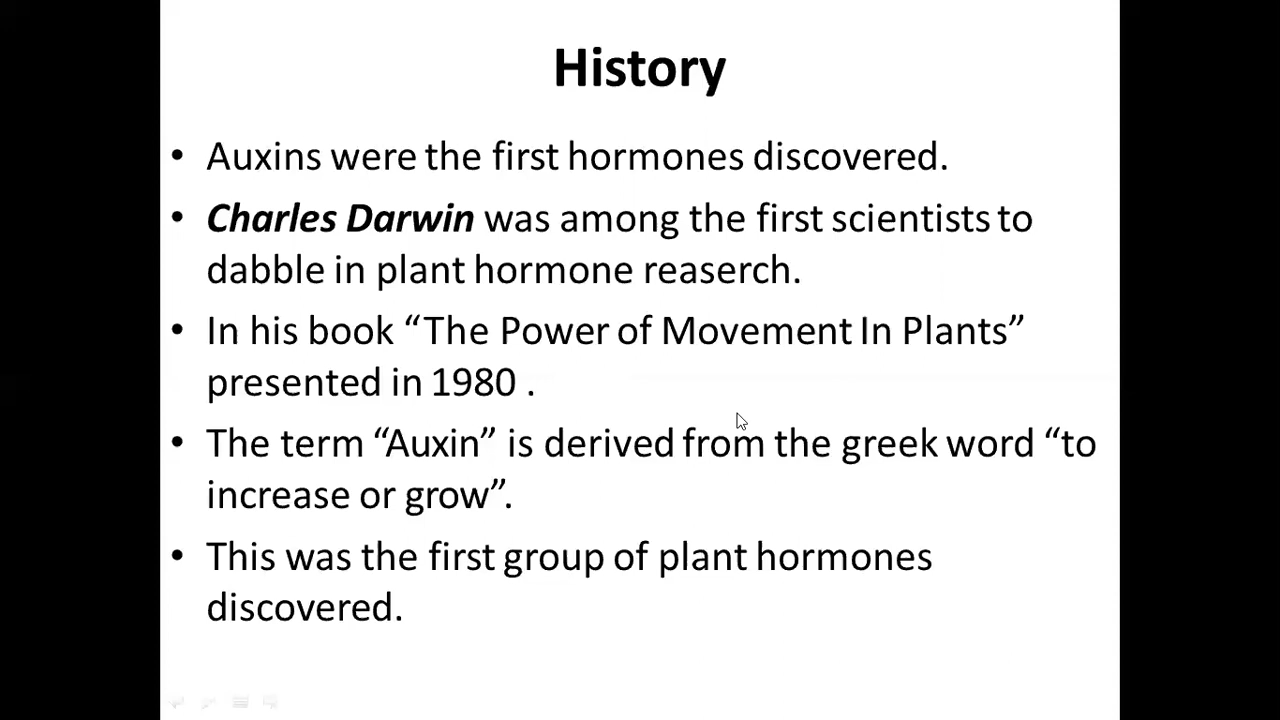 History
• Auxins were the first hormones discovered.
• Charles Darwin was among the first scientists to
dabble in plant hormone reaserch.
• In his book “The Power of Movement In Plants”
presented in 1980 .
• The term “Auxin” is derived from the greek word “to
increase or grow”.
• This was the first group of plant hormones
discovered.